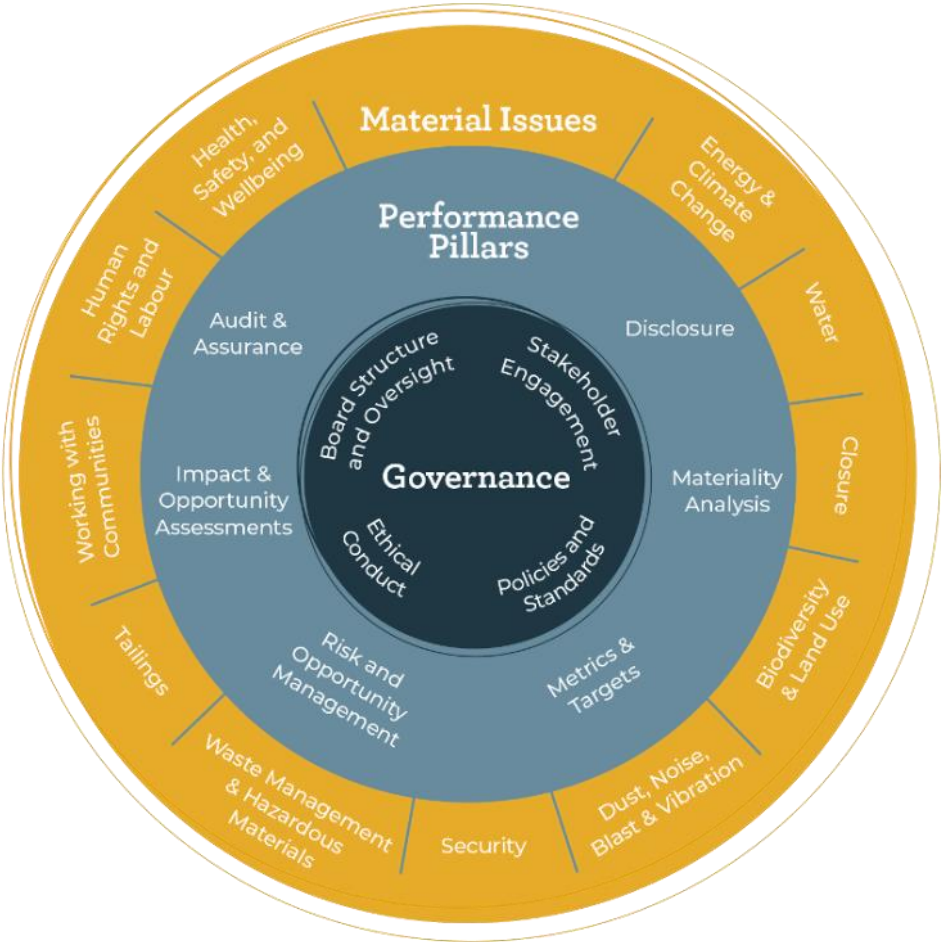 Material Issues
Energy &
Climate
Change
Water
Closure
Biodiversity
& Land Use
Dust, Noise,
Blast & Vibration
Security
Waste Management
& Hazardous
Materials
Tailings
Working with
Communities
Human
Rights and
Labour
Health,
Safety, and
Wellbeing
Performance
Pillars
Disclosure
Materiality
Analysis
Metrics &
Targets
Risk and
Opportunity
Management
Impact &
Opportunity
Assessments
Audit &
Assurance
Board Structure
and Oversight
Stakeholder
Engagement
Governance
Ethical
Conduct
Policies and
Standards